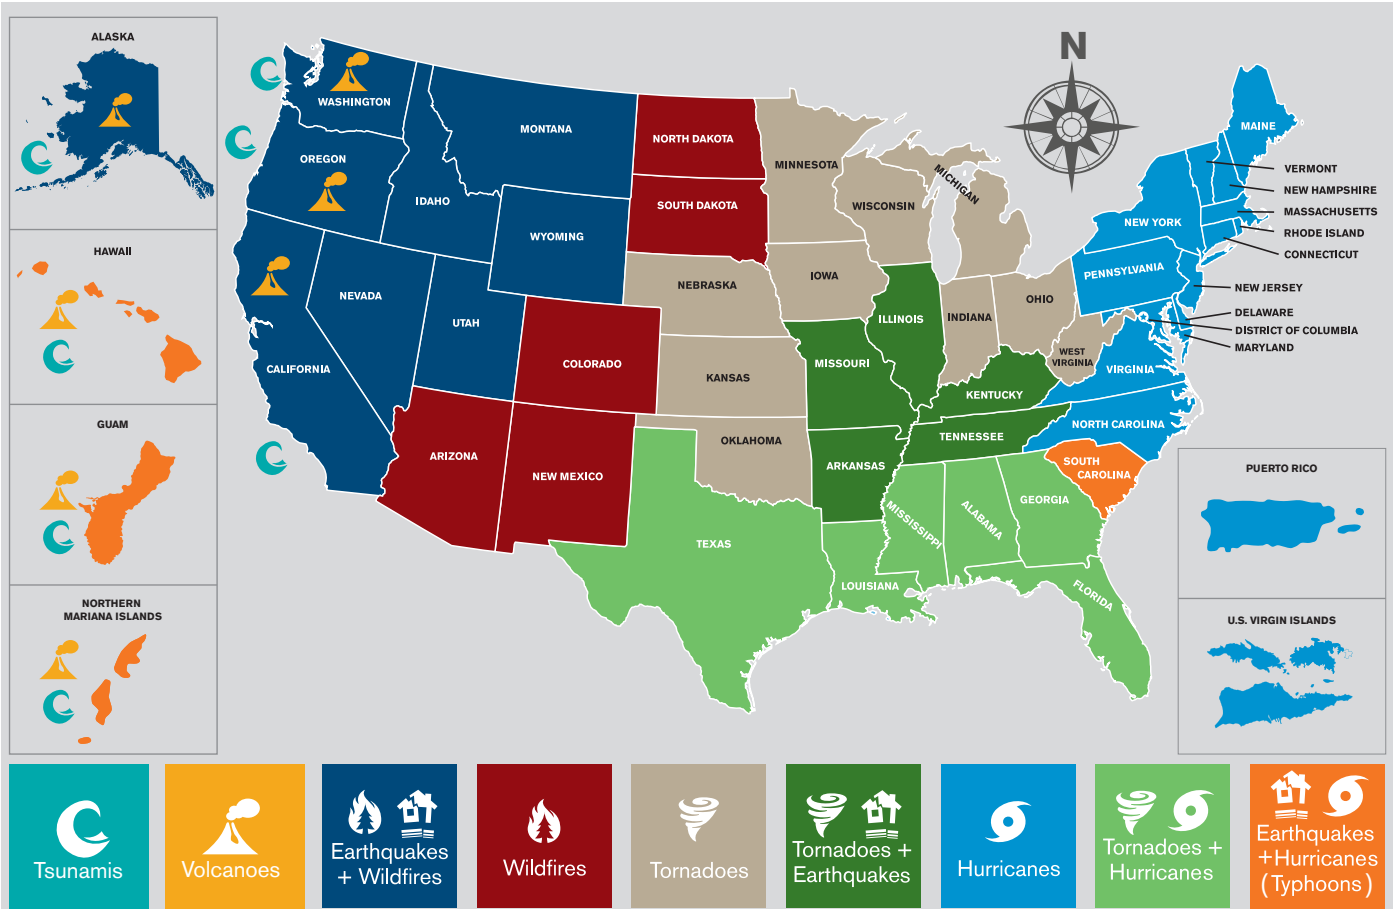 ALASKA
HAWAII
GUAM
NORTHERN
MARIANA ISLANDS
N
WASHINGTON
OREGON
CALIFORNIA
NEVADA
IDAHO
MONTANA
WYOMING
UTAH
ARIZONA
NEW MEXICO
COLORADO
NORTH DAKOTA
SOUTH DAKOTA
NEBRASKA
KANSAS
OKLAHOMA
TEXAS
MINNESOTA
IOWA
MISSOURI
ARKANSAS
LOUISIANA
WISCONSIN
ILLINOIS
MICHIGAN
INDIANA
OHIO
KENTUCKY
TENNESSEE
MISSISSIPPI
ALABAMA
GEORGIA
FLORIDA
SOUTH
CAROLINA
NORTH CAROLINA
VIRGINIA
WEST
VIRGINIA
PENNSYLVANIA
NEW YORK
MAINE
VERMONT
NEW HAMPSHIRE
MASSACHUSETTS
RHODE ISLAND
CONNECTICUT
NEW JERSEY
DELAWARE
DISTRICT OF COLUMBIA
MARYLAND
PUERTO RICO
U.S. VIRGIN ISLANDS
Tsunamis
Volcanoes
Earthquakes
+ Wildfires
Wildfires
Tornadoes
Tornadoes +
Earthquakes
Hurricanes
Tornadoes +
Hurricanes
Earthquakes
+Hurricanes
(Typhoons)